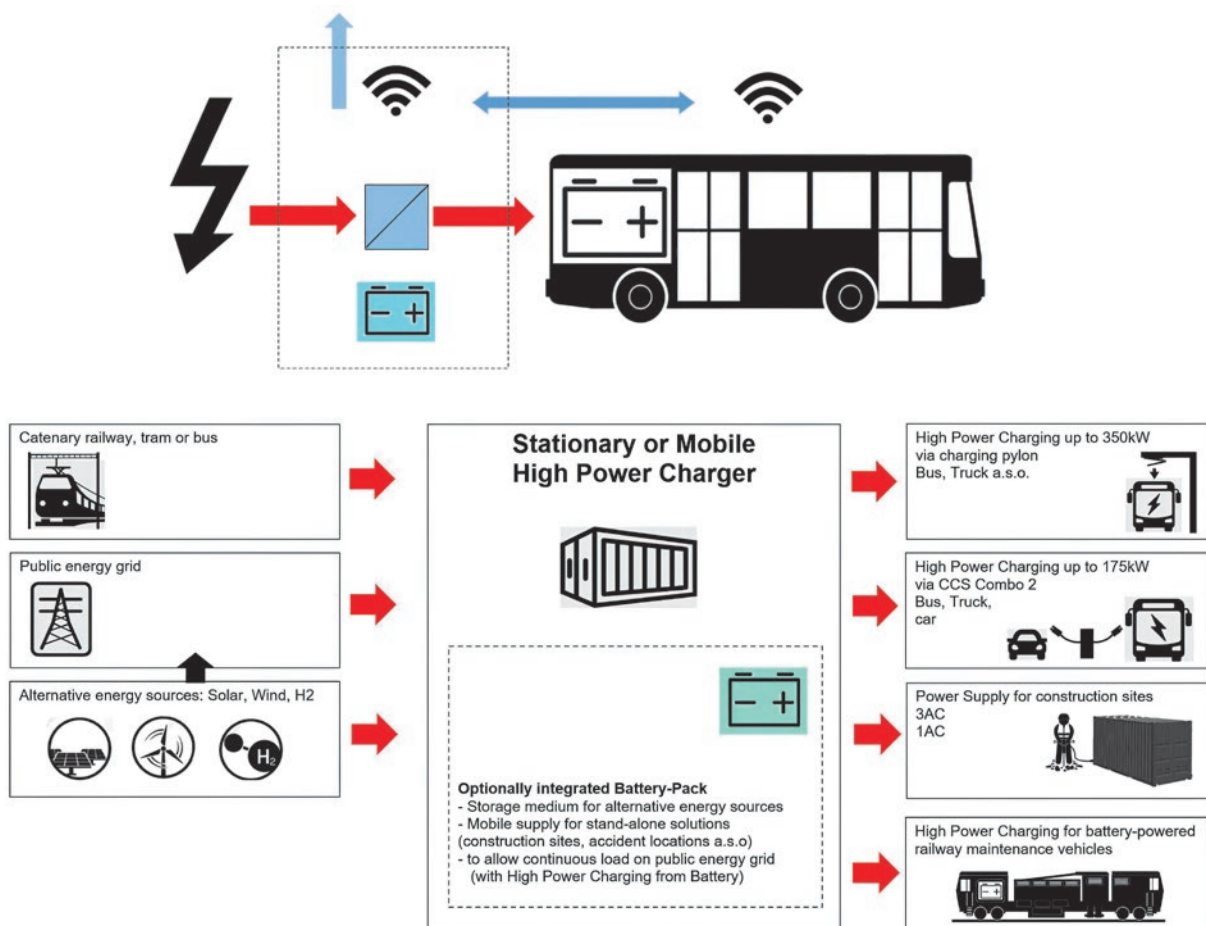 Catenary railway, tram or bus
Public energy grid
Alternative energy sources: Solar, Wind, H2
H2
Stationary or Mobile
High Power Charger
Optionally integrated Battery-Pack
- Storage medium for alternative energy sources
- Mobile supply for stand-alone solutions
(construction sites, accident locations a.s.o)
- to allow continuous load on public energy grid
(with High Power Charging from Battery)
High Power Charging up to 350kW
via charging pylon
Bus, Truck a.s.o.
High Power Charging up to 175kW
via CCS Combo 2
Bus, Truck,
car
Power Supply for construction sites
3AC
1AC
High Power Charging for battery-powered
railway maintenance vehicles